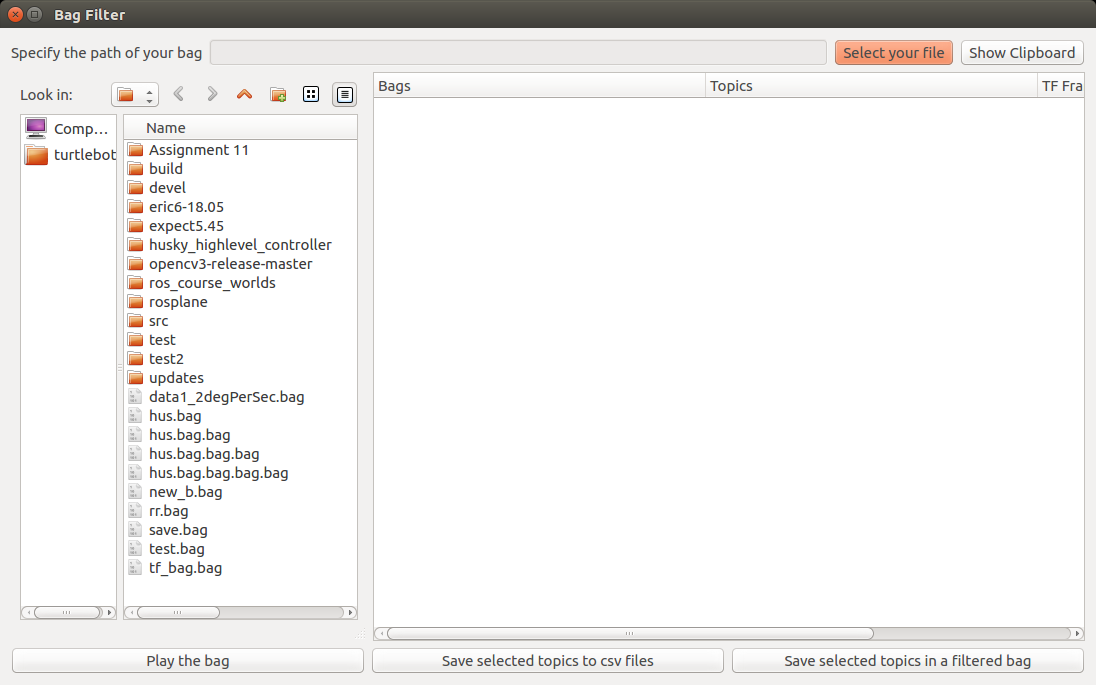 Bag Filter
Specify the path of your bag
Select your file
Show Clipboard
Look in:
Comp...
turtlebot
Name
Assignment 11
build
devel
eric6-18.05
expect5.45
husky_highlevel_controller
opencv3-release-master
ros_course_worlds
rosplane
src
test
test2
updates
data1_2degPerSec.bag
hus.bag
hus.bag.bag
hus.bag.bag.bag
hus.bag.bag.bag.bag
new_b.bag
rr.bag
save.bag
test.bag
tf_bag.bag
Bags Topics TF Fra
Play the bag
Save selected topics to csv files
Save selected topics in a filtered bag